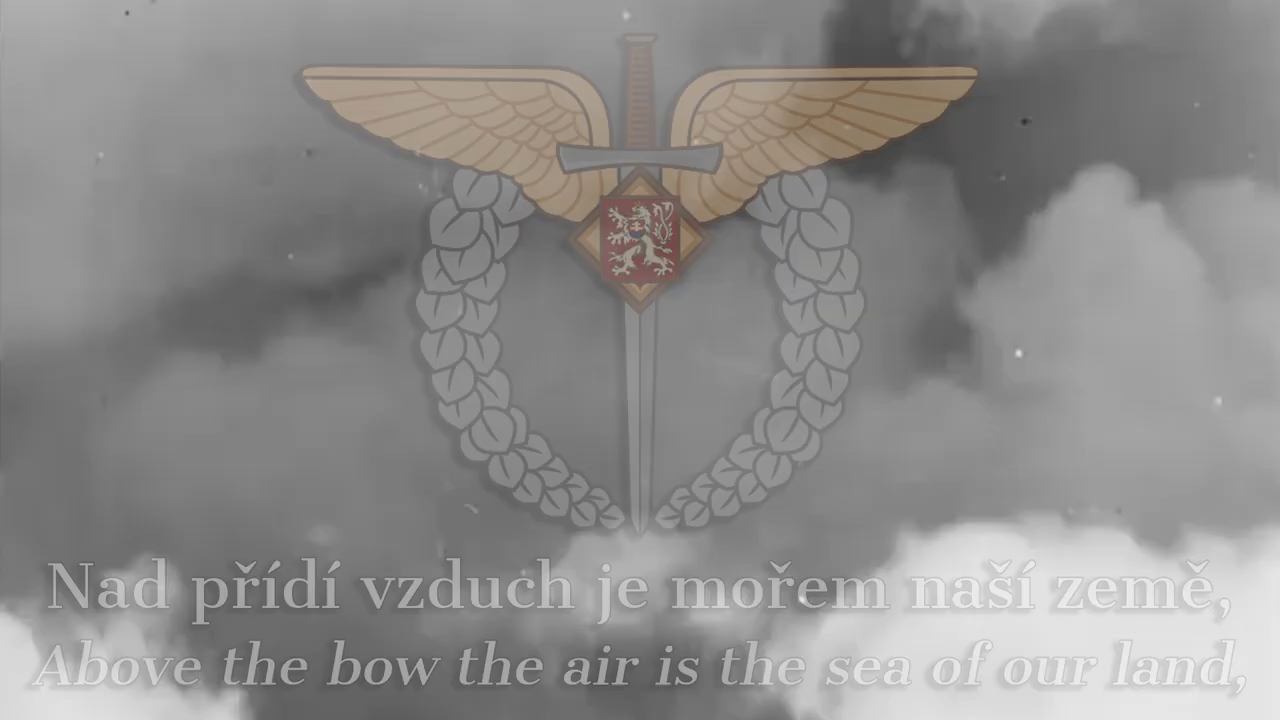 Nad přídí vzduch je mořem naší země,
Above the bow the air is the sea of our land,